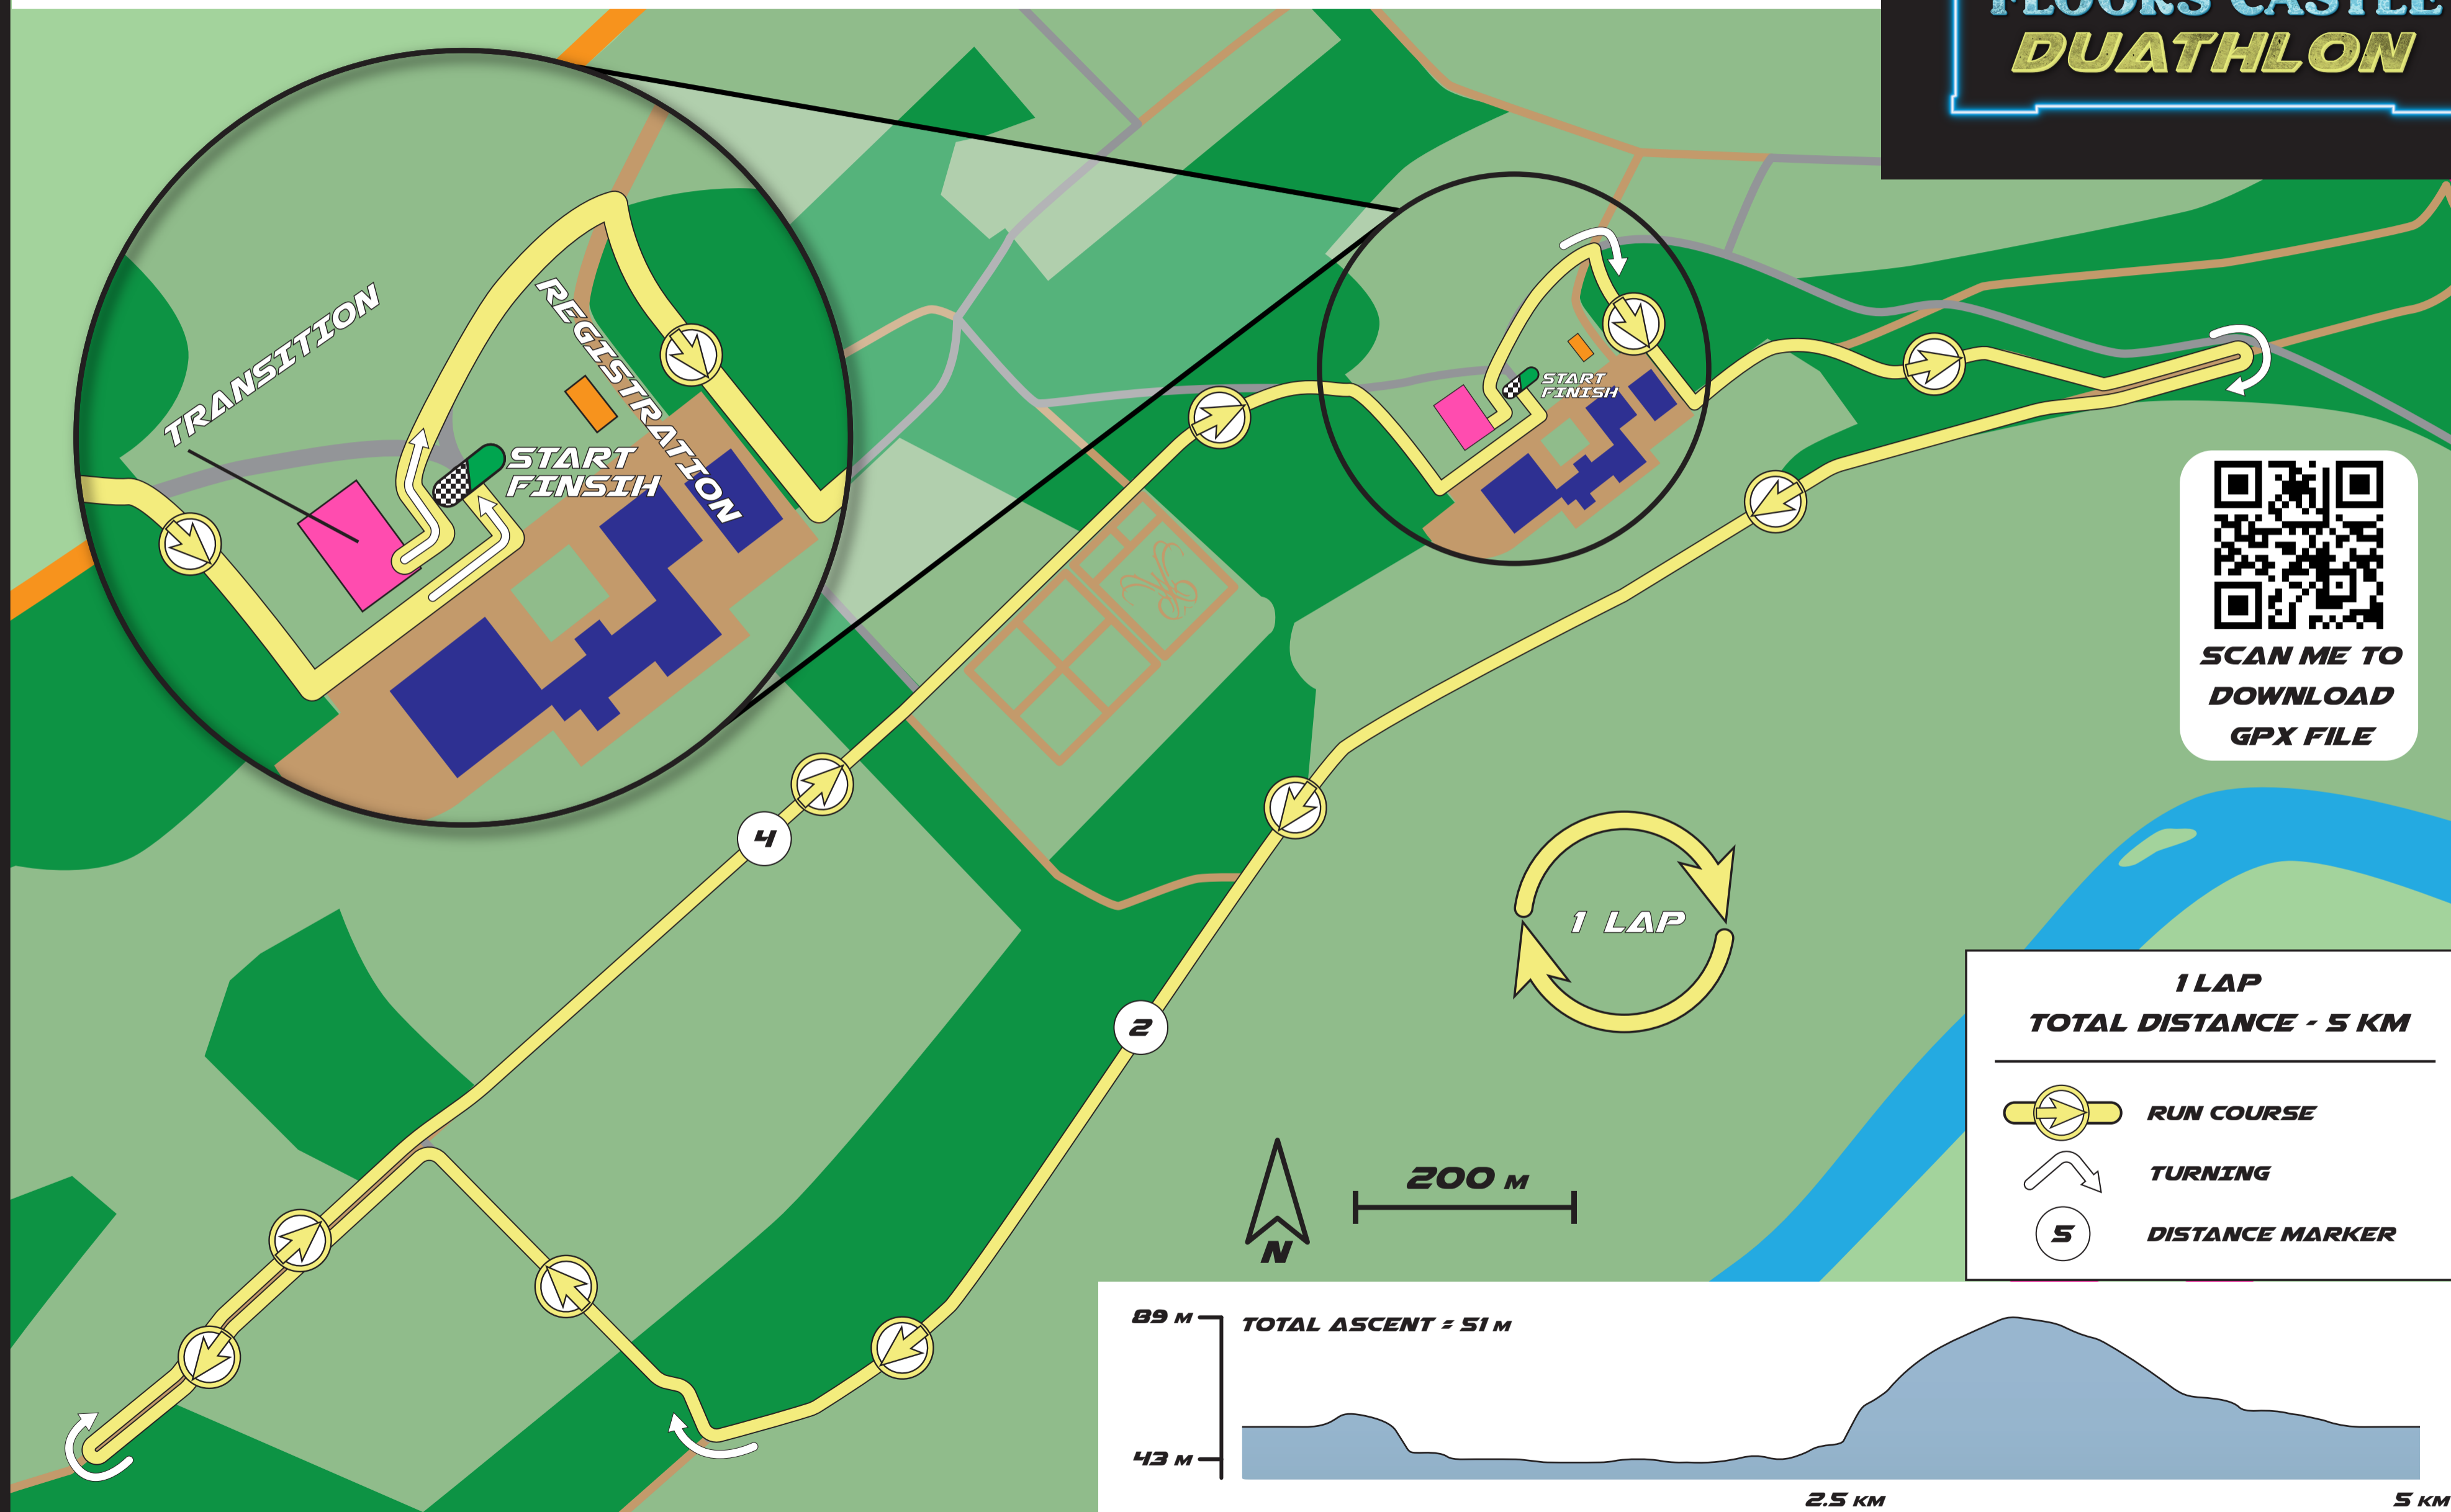 FLOORS CASTLE
DUATHLON
TRANSITION
REGISTRATION
START
FINSIH
START
FINISH
SCAN ME TO
DOWNLOAD
GPX FILE
4
2
1 LAP
200 M
N
1 LAP
TOTAL DISTANCE - 5 KM
RUN COURSE
TURNING
5
DISTANCE MARKER
89 M
TOTAL ASCENT = 51 M
43 M
2.5 KM
5 KM